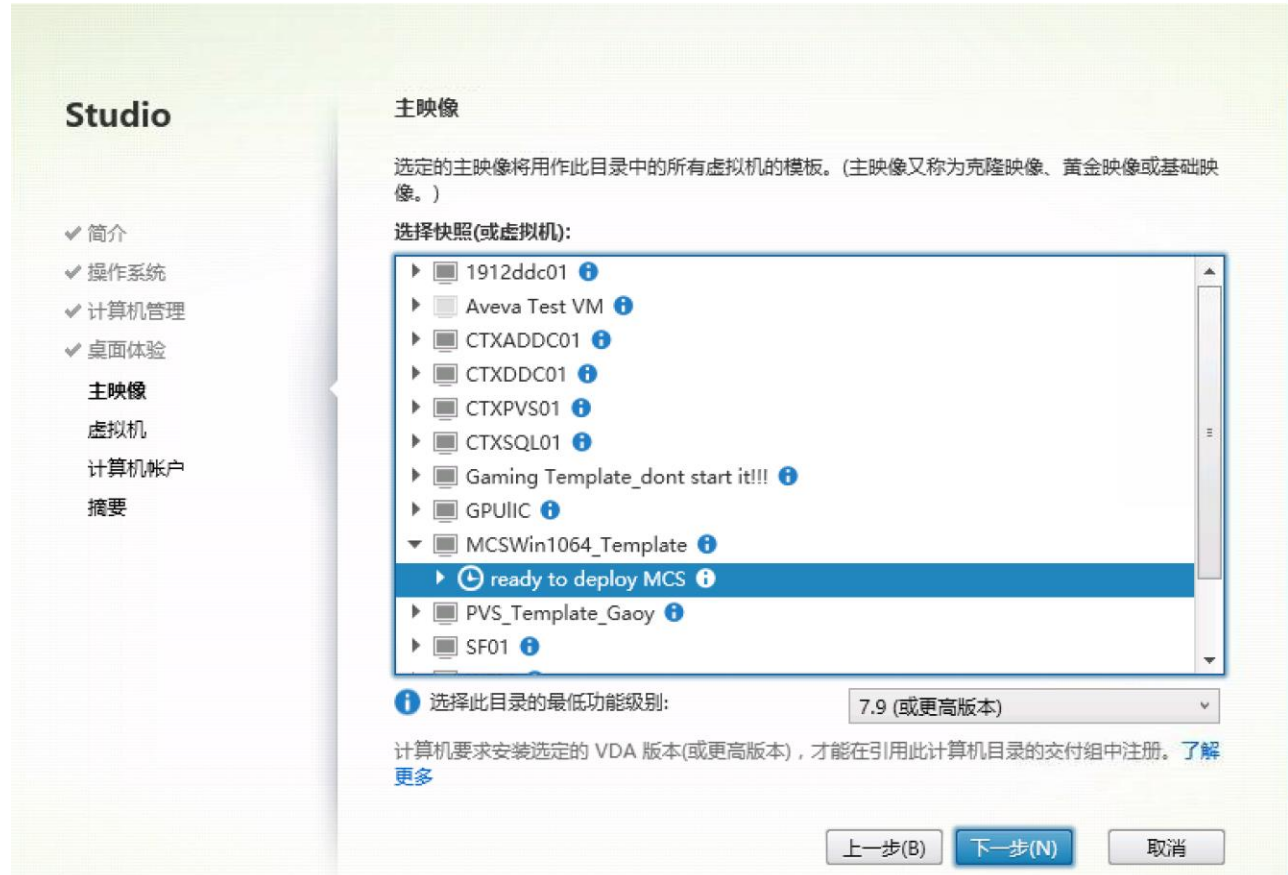 Studio
简介
操作系统
计算机管理
桌面体验
主映像
虚拟机
计算机帐户
摘要
主映像
选定的主映像将用作此目录中的所有虚拟机的模板。(主映像又称为克隆映像、黄金映像或基础映
像。)
选择快照(或虚拟机):
1912ddc01
Aveva Test VM
CTXADDC01
CTXDDC01
CTXPVS01
CTXSQL01
Gaming Template_dont start it!!!
GPUlIC
MCSWin1064_Template
ready to deploy MCS
PVS_Template_Gaoy
SF01
选择此目录的最低功能级别:
7.9 (或更高版本)
计算机要求安装选定的 VDA 版本(或更高版本)，才能在引用此计算机目录的交付组中注册。了解
更多
上一步(B) 下一步(N) 取消